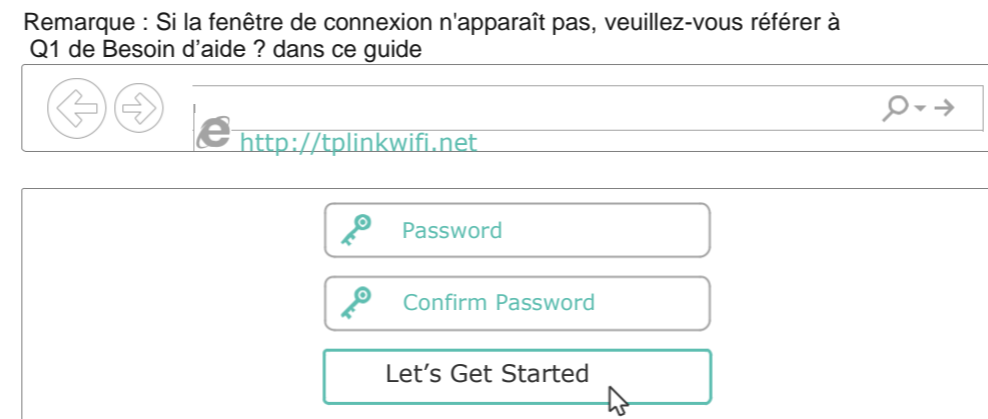 Remarque : Si la fenêtre de connexion n'apparaît pas, veuillez-vous référer à
Q1 de Besoin d’aide ? dans ce guide
http://tplinkwifi.net
Password
Confirm Password
Let’s Get Started